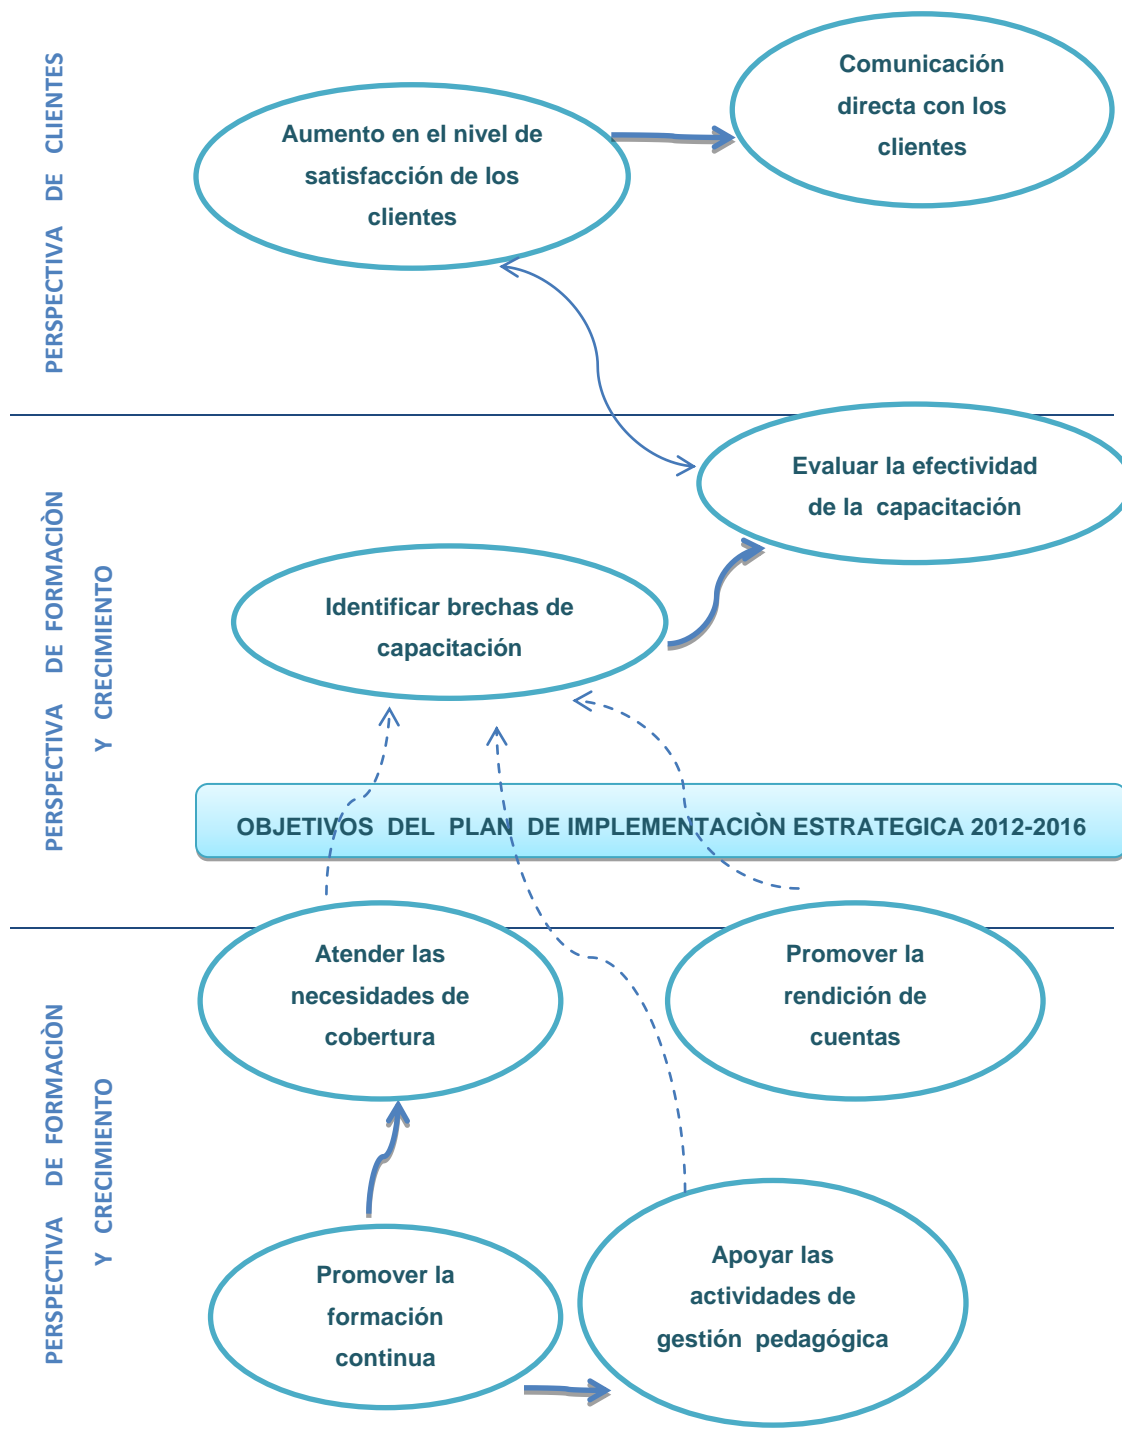 PERSPECTIVA DE CLIENTES
Comunicación
directa con los
clientes
Aumento en el nivel de
satisfacción de los
clientes
PERSPECTIVA DE FORMACIÒN
Y CRECIMIENTO
Evaluar la efectividad
de la capacitación
Identificar brechas de
capacitación
OBJETIVOS DEL PLAN DE IMPLEMENTACIÒN ESTRATEGICA 2012-2016
PERSPECTIVA DE FORMACIÒN
Y CRECIMIENTO
Atender las
necesidades de
cobertura
Promover la
rendición de
cuentas
Promover la
formación
continua
Apoyar las
actividades de
gestión pedagógica